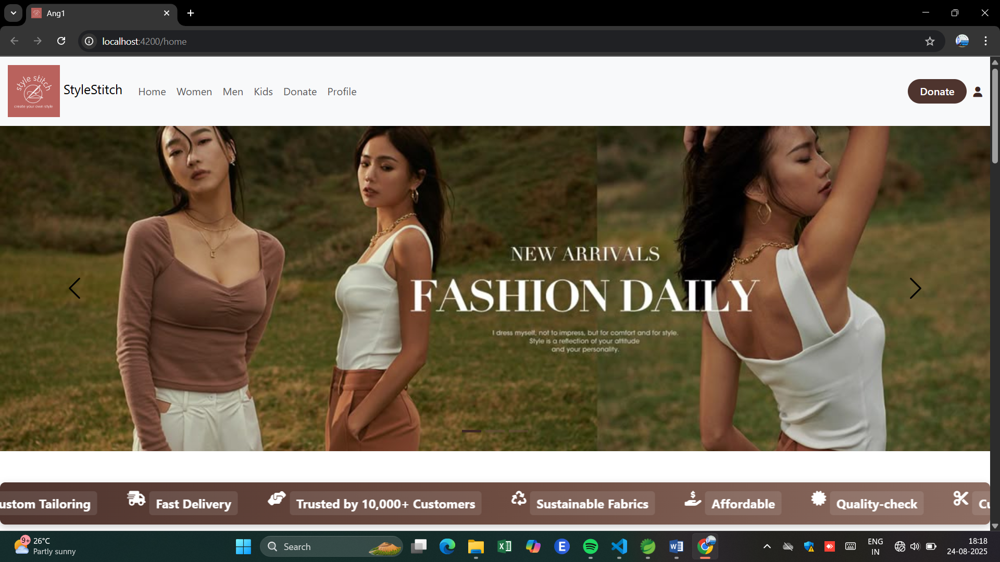 Ang1
localhost:4200/home
style stitch
create your own style
StyleStitch
Home
Women
Men
Kids
Donate
Profile
Donate
NEW ARRIVALS
FASHION DAILY
I dress myself, not to impress, but for comfort and for style.
Style is a reflection of your attitude
and your personality.
ustom Tailoring
Fast Delivery
Trusted by 10,000+ Customers
Sustainable Fabrics
Affordable
Quality-check
Cu
9+
26°C
Partly sunny
Search
E
ENG
IN
18:18
24-08-2025